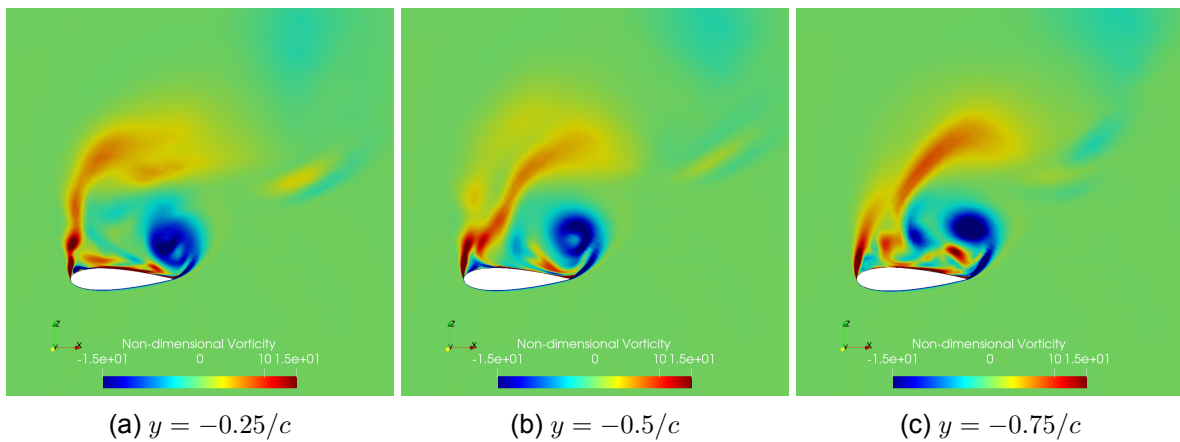 Z
Y X
Non-dimensional Vorticity
-1.5e+01 0 10 1.5e+01
(a) y = −0.25/c
Z
Y X
Non-dimensional Vorticity
-1.5e+01 0 10 1.5e+01
(b) y = −0.5/c
Z
Y X
Non-dimensional Vorticity
-1.5e+01 0 10 1.5e+01
(c) y = −0.75/c